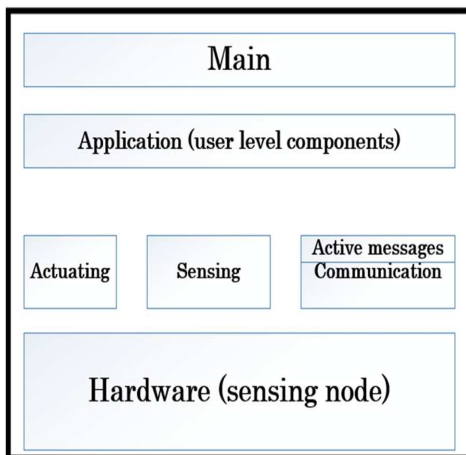 Main
Application (user level components)
Actuating
Sensing
Active messages
Communication
Hardware (sensing node)